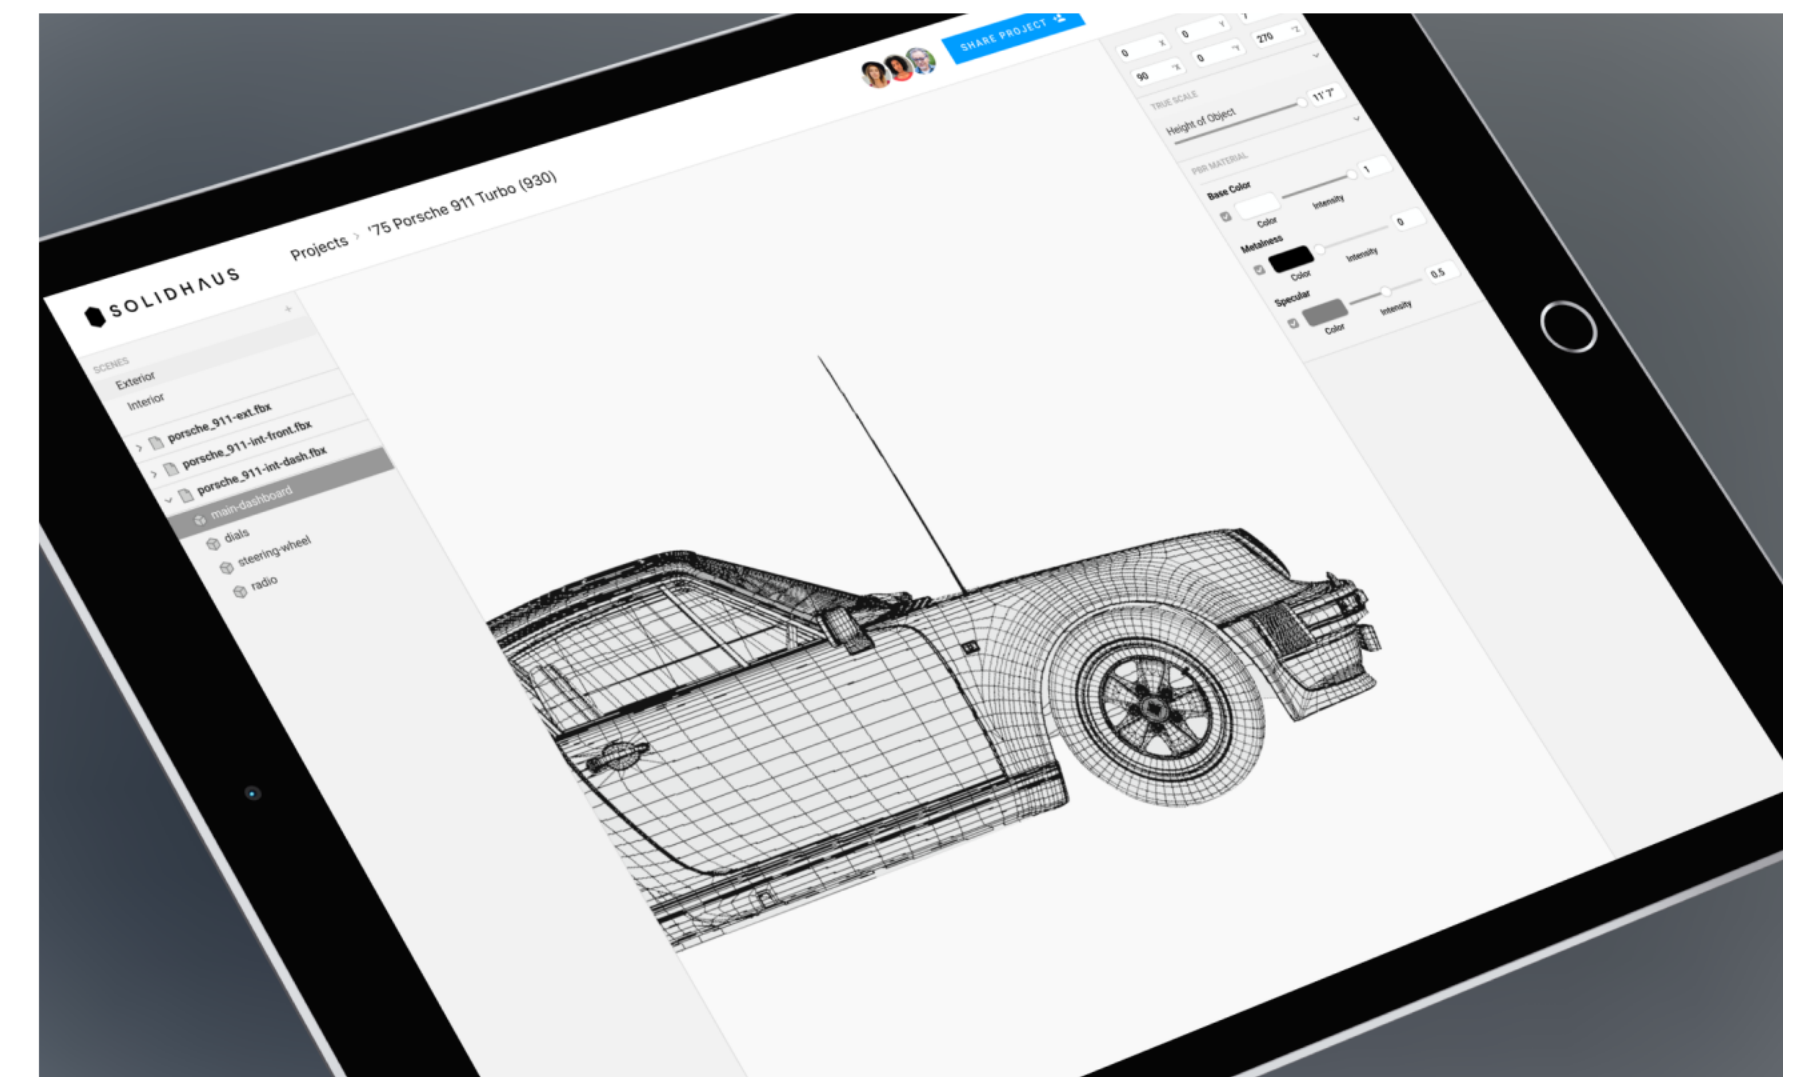 SHARE PROJECT
0 X 0 Y
90 °X 0 °Y 270 °Z
TRUE SCALE
Height of Object 11' 7"
PBR MATERIAL
Base Color
1
Color Intensity
Metalness
0
Color Intensity
Specular
0.5
Color Intensity
SOLIDHAUS
Projects > '75 Porsche 911 Turbo (930)
SCENES +
Exterior
Interior
porsche_911-ext.fbx
porsche_911-int-front.fbx
porsche_911-int-dash.fbx
main-dashboard
dials
steering-wheel
radio